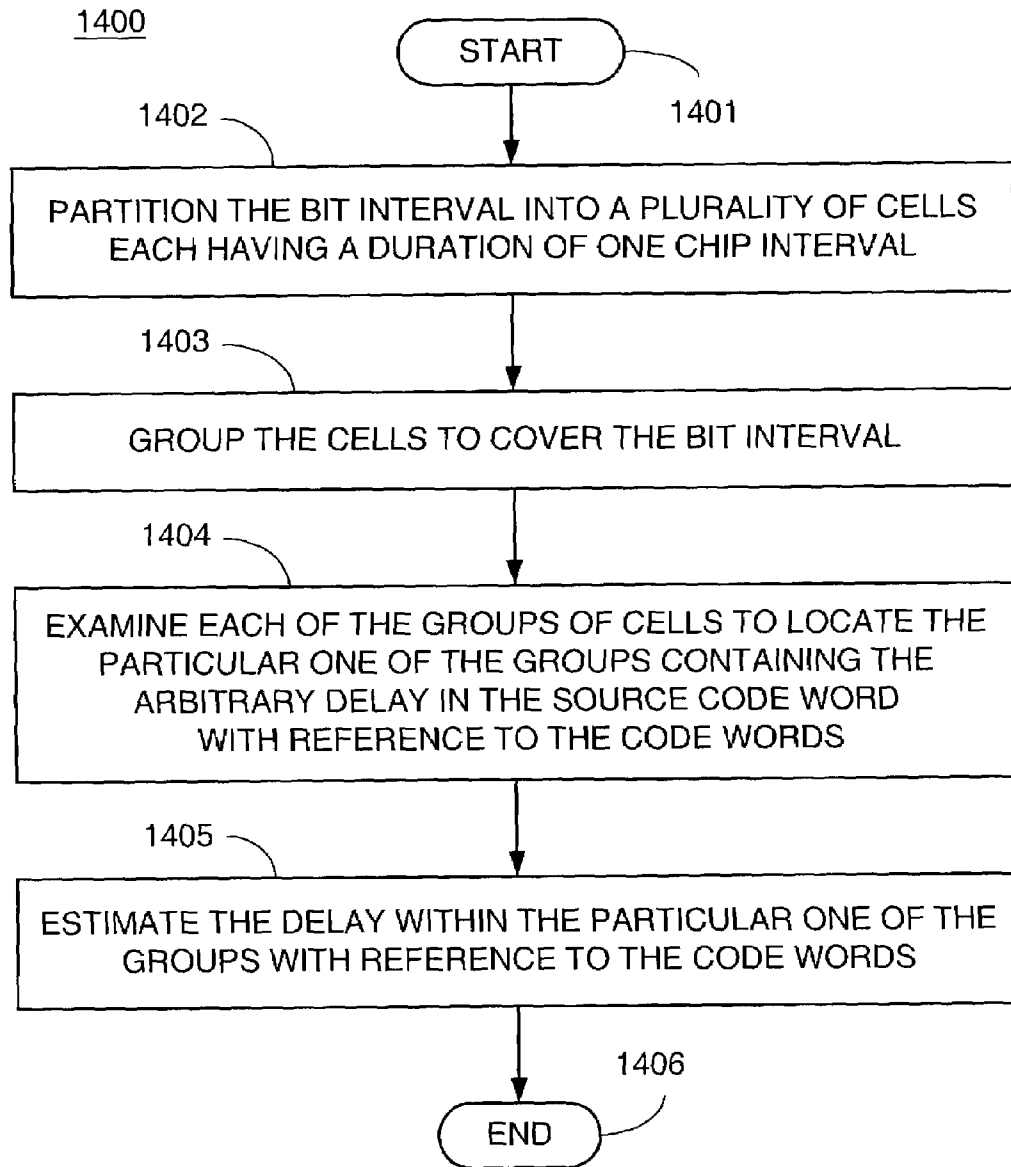 1400
START
1401
1402
PARTITION THE BIT INTERVAL INTO A PLURALITY OF CELLS
EACH HAVING A DURATION OF ONE CHIP INTERVAL
1403
GROUP THE CELLS TO COVER THE BIT INTERVAL
1404
EXAMINE EACH OF THE GROUPS OF CELLS TO LOCATE THE
PARTICULAR ONE OF THE GROUPS CONTAINING THE
ARBITRARY DELAY IN THE SOURCE CODE WORD
WITH REFERENCE TO THE CODE WORDS
1405
ESTIMATE THE DELAY WITHIN THE PARTICULAR ONE OF THE
GROUPS WITH REFERENCE TO THE CODE WORDS
1406
END